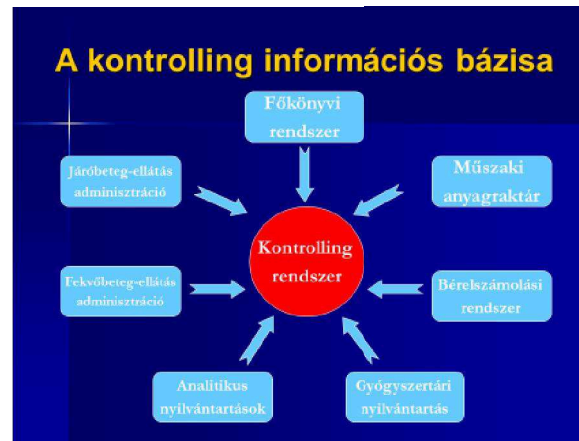 A kontrolling információs bázisa
Főkönyvi
rendszer
Járóbeteg-ellátás
adminisztráció
Műszaki
anyagraktár
Kontrolling
rendszer
Fekvőbeteg-ellátás
adminisztráció
Bérelszámolási
rendszer
Analitikus
nyilvántartások
Gyógyszertári
nyilvántartás